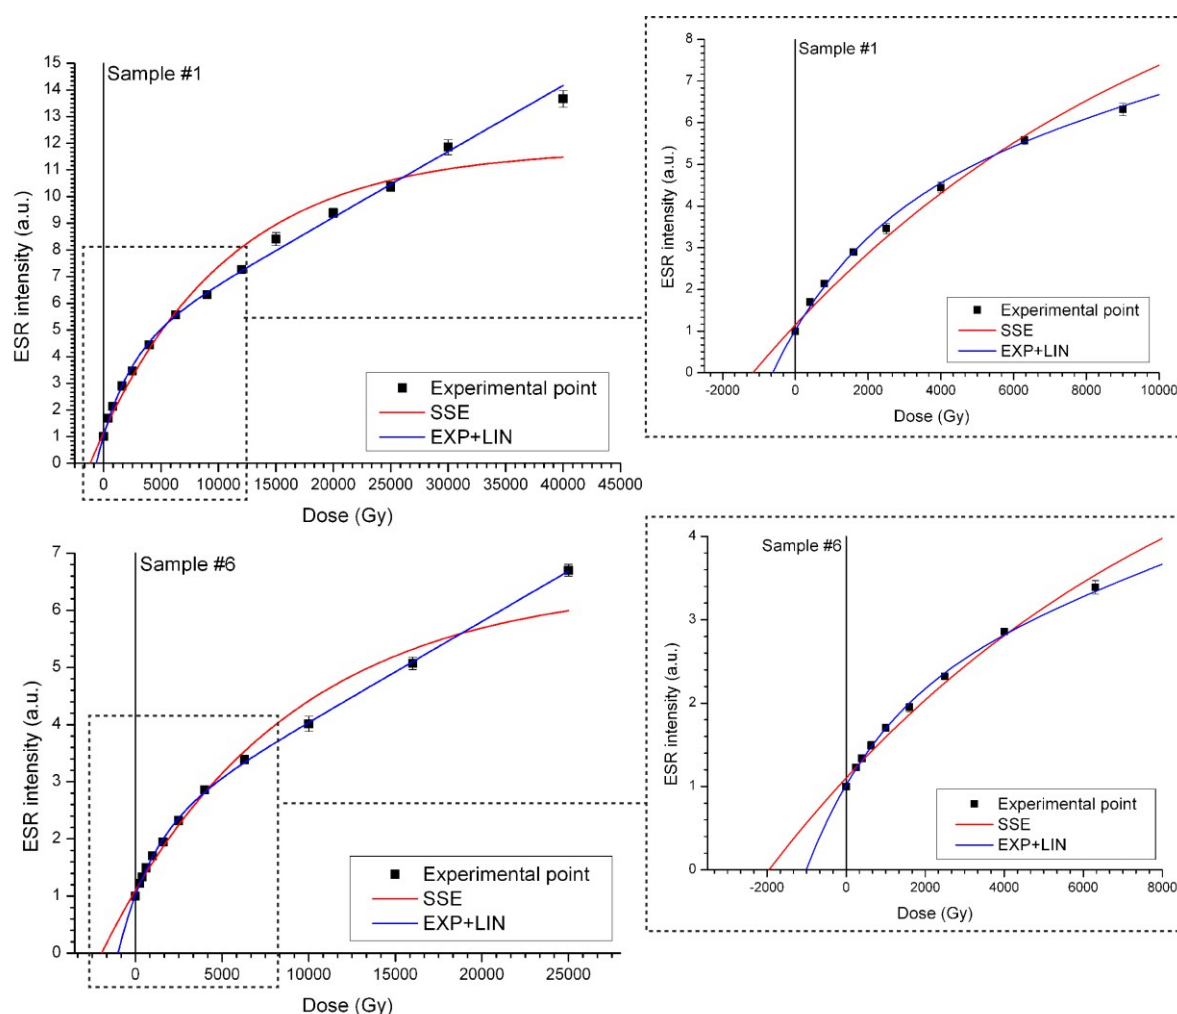 Sample #1
15
14
13
12
11
10
9
8
7
6
5
4
3
2
1
0
ESR intensity (a.u.)
Experimental point
SSE
EXP+LIN
0 5000 10000 15000 20000 25000 30000 35000 40000 45000
Dose (Gy)
Sample #1
8
7
6
5
4
3
2
1
0
ESR intensity (a.u.)
Experimental point
SSE
EXP+LIN
-2000 0 2000 4000 6000 8000 10000
Dose (Gy)
Sample #6
7
6
5
4
3
2
1
0
ESR intensity (a.u.)
Experimental point
SSE
EXP+LIN
0 5000 10000 15000 20000 25000
Dose (Gy)
Sample #6
4
3
2
1
0
ESR intensity (a.u.)
Experimental point
SSE
EXP+LIN
-2000 0 2000 4000 6000 8000
Dose (Gy)